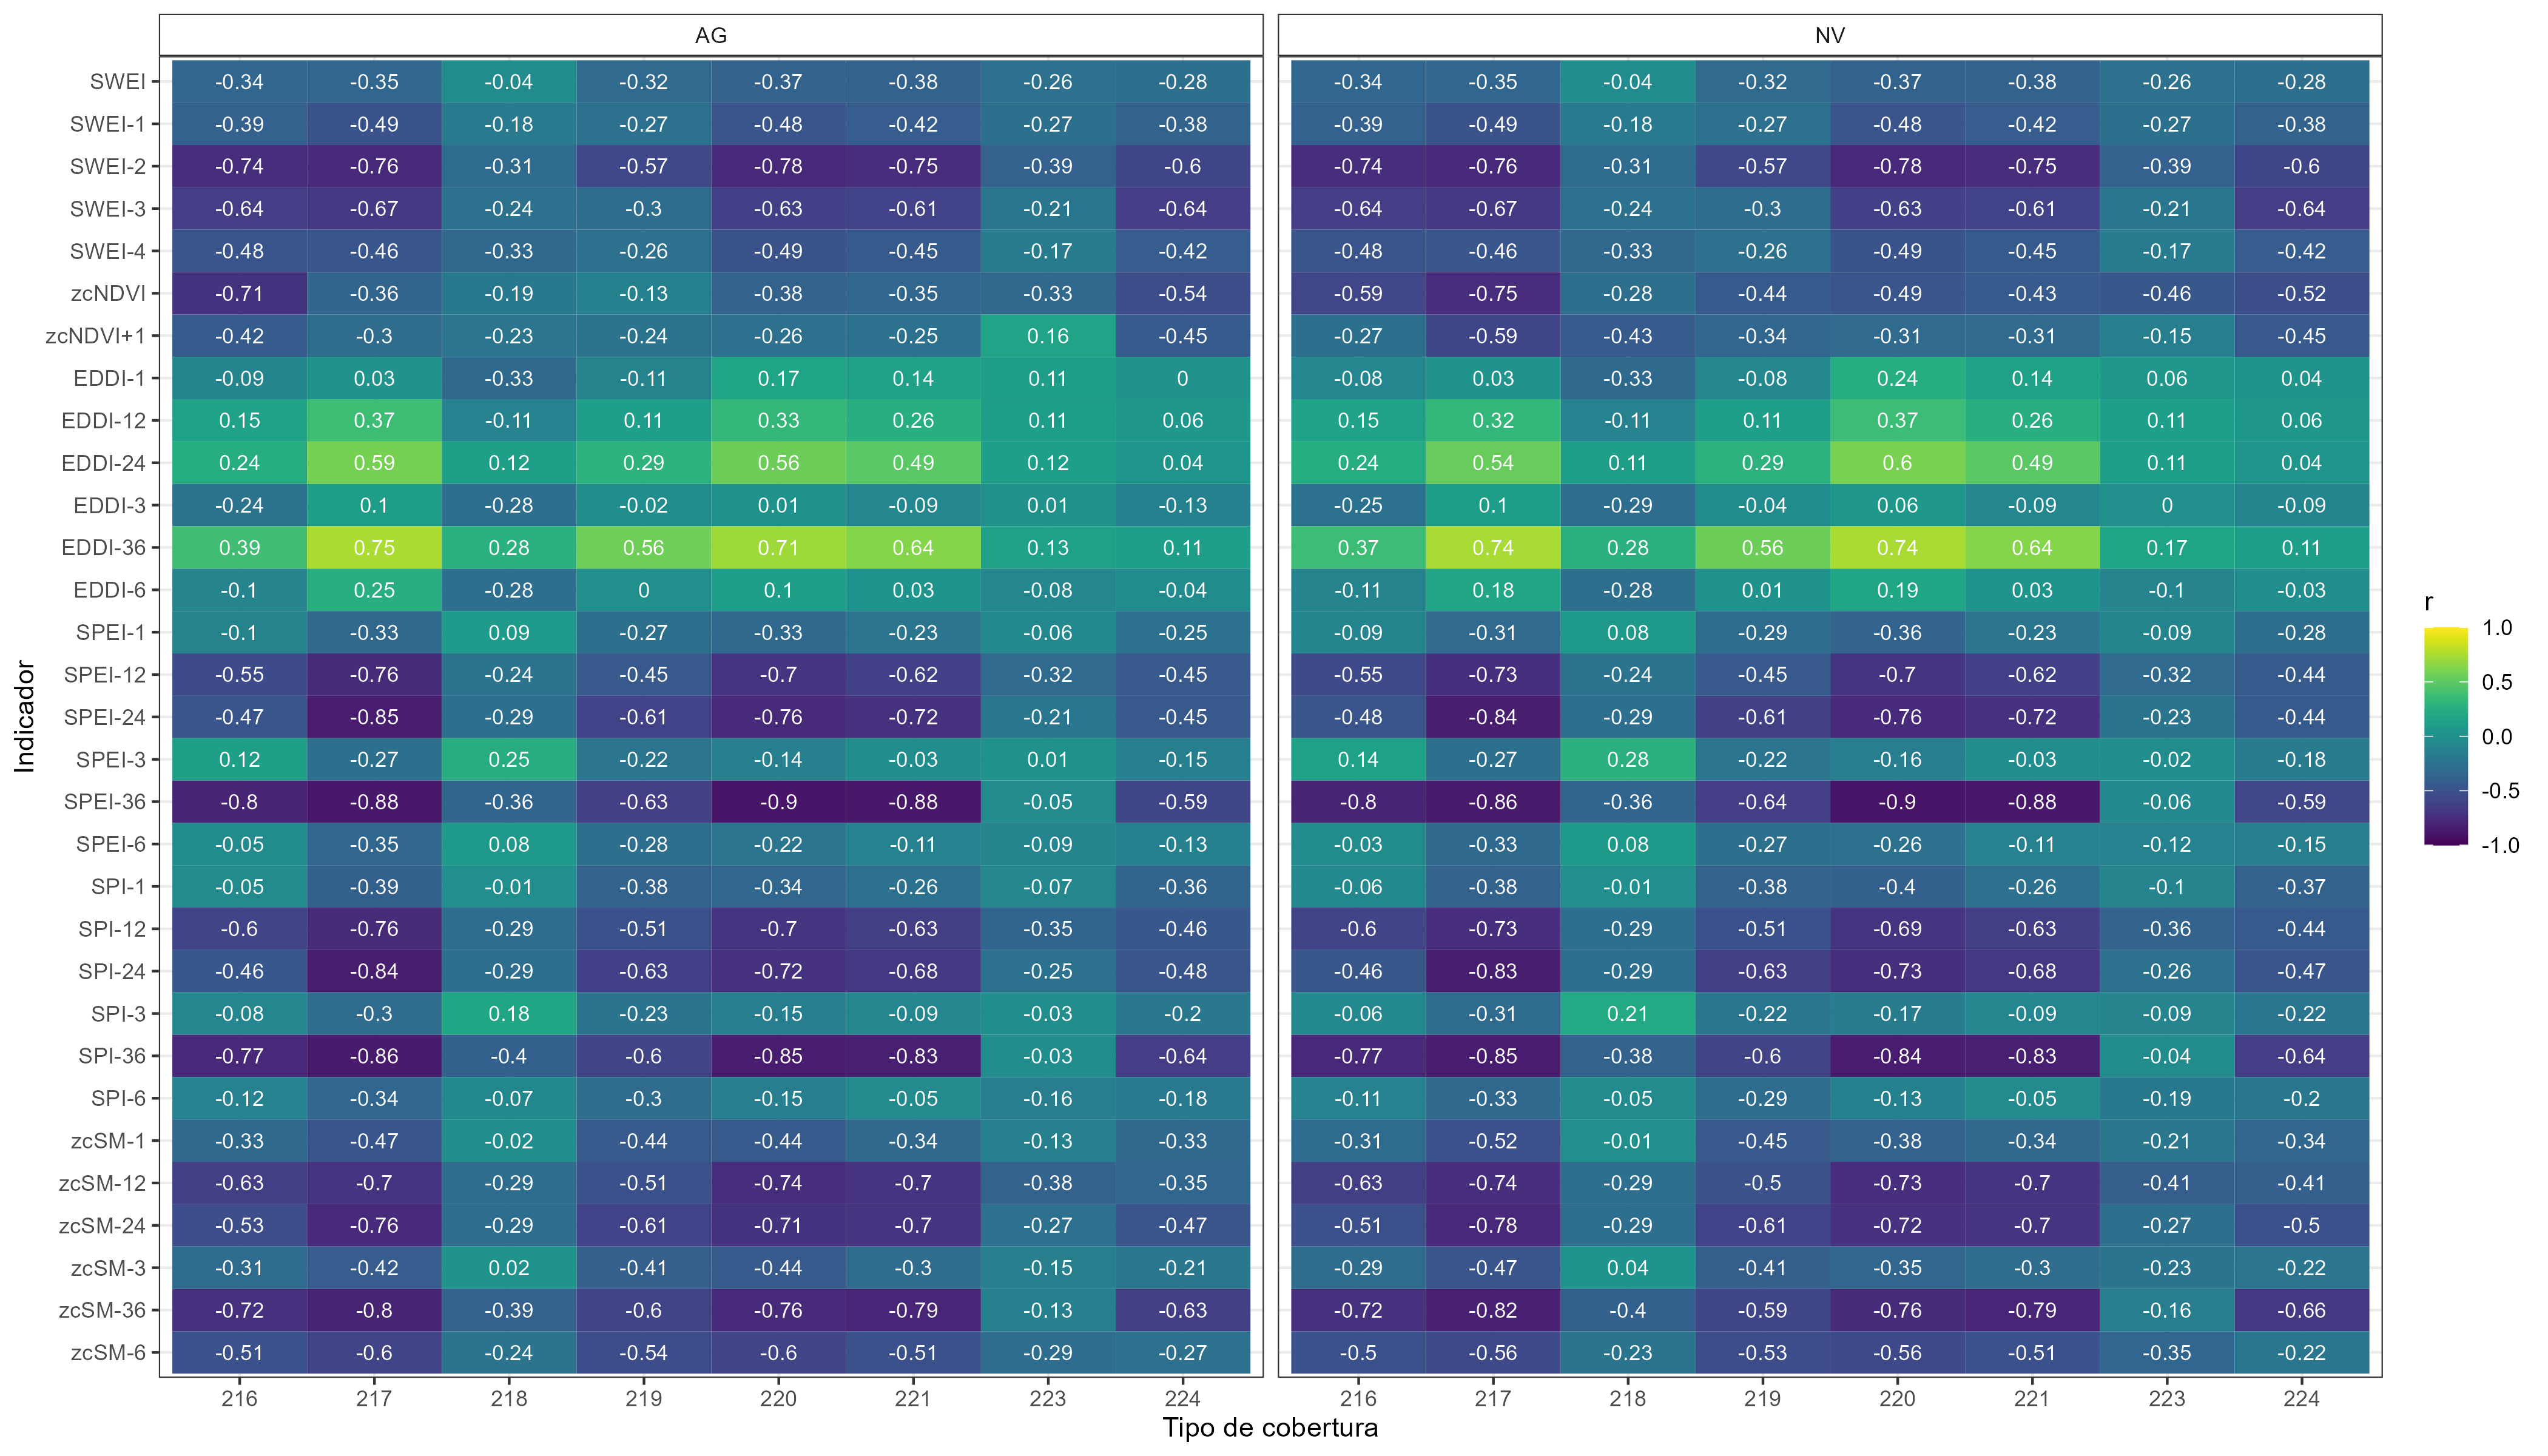 AG NV
SWEI -0.34 -0.35 -0.04 -0.32 -0.37 -0.38 -0.26 -0.28 -0.34 -0.35 -0.04 -0.32 -0.37 -0.38 -0.26 -0.28
SWEI-1 -0.39 -0.49 -0.18 -0.27 -0.48 -0.42 -0.27 -0.38 -0.39 -0.49 -0.18 -0.27 -0.48 -0.42 -0.27 -0.38
SWEI-2 -0.74 -0.76 -0.31 -0.57 -0.78 -0.75 -0.39 -0.6 -0.74 -0.76 -0.31 -0.57 -0.78 -0.75 -0.39 -0.6
SWEI-3 -0.64 -0.67 -0.24 -0.3 -0.63 -0.61 -0.21 -0.64 -0.64 -0.67 -0.24 -0.3 -0.63 -0.61 -0.21 -0.64
SWEI-4 -0.48 -0.46 -0.33 -0.26 -0.49 -0.45 -0.17 -0.42 -0.48 -0.46 -0.33 -0.26 -0.49 -0.45 -0.17 -0.42
zcNDVI -0.71 -0.36 -0.19 -0.13 -0.38 -0.35 -0.33 -0.54 -0.59 -0.75 -0.28 -0.44 -0.49 -0.43 -0.46 -0.52
zcNDVI+1 -0.42 -0.3 -0.23 -0.24 -0.26 -0.25 0.16 -0.45 -0.27 -0.59 -0.43 -0.34 -0.31 -0.31 -0.15 -0.45
EDDI-1 -0.09 0.03 -0.33 -0.11 0.17 0.14 0.11 0 -0.08 0.03 -0.33 -0.08 0.24 0.14 0.06 0.04
EDDI-12 0.15 0.37 -0.11 0.11 0.33 0.26 0.11 0.06 0.15 0.32 -0.11 0.11 0.37 0.26 0.11 0.06
EDDI-24 0.24 0.59 0.12 0.29 0.56 0.49 0.12 0.04 0.24 0.54 0.11 0.29 0.6 0.49 0.11 0.04
EDDI-3 -0.24 0.1 -0.28 -0.02 0.01 -0.09 0.01 -0.13 -0.25 0.1 -0.29 -0.04 0.06 -0.09 0 -0.09
EDDI-36 0.39 0.75 0.28 0.56 0.71 0.64 0.13 0.11 0.37 0.74 0.28 0.56 0.74 0.64 0.17 0.11
EDDI-6 -0.1 0.25 -0.28 0 0.1 0.03 -0.08 -0.04 -0.11 0.18 -0.28 0.01 0.19 0.03 -0.1 -0.03
SPEI-1 -0.1 -0.33 0.09 -0.27 -0.33 -0.23 -0.06 -0.25 -0.09 -0.31 0.08 -0.29 -0.36 -0.23 -0.09 -0.28
SPEI-12 -0.55 -0.76 -0.24 -0.45 -0.7 -0.62 -0.32 -0.45 -0.55 -0.73 -0.24 -0.45 -0.7 -0.62 -0.32 -0.44
SPEI-24 -0.47 -0.85 -0.29 -0.61 -0.76 -0.72 -0.21 -0.45 -0.48 -0.84 -0.29 -0.61 -0.76 -0.72 -0.23 -0.44
SPEI-3 0.12 -0.27 0.25 -0.22 -0.14 -0.03 0.01 -0.15 0.14 -0.27 0.28 -0.22 -0.16 -0.03 -0.02 -0.18
SPEI-36 -0.8 -0.88 -0.36 -0.63 -0.9 -0.88 -0.05 -0.59 -0.8 -0.86 -0.36 -0.64 -0.9 -0.88 -0.06 -0.59
SPEI-6 -0.05 -0.35 0.08 -0.28 -0.22 -0.11 -0.09 -0.13 -0.03 -0.33 0.08 -0.27 -0.26 -0.11 -0.12 -0.15
SPI-1 -0.05 -0.39 -0.01 -0.38 -0.34 -0.26 -0.07 -0.36 -0.06 -0.38 -0.01 -0.38 -0.4 -0.26 -0.1 -0.37
SPI-12 -0.6 -0.76 -0.29 -0.51 -0.7 -0.63 -0.35 -0.46 -0.6 -0.73 -0.29 -0.51 -0.69 -0.63 -0.36 -0.44
SPI-24 -0.46 -0.84 -0.29 -0.63 -0.72 -0.68 -0.25 -0.48 -0.46 -0.83 -0.29 -0.63 -0.73 -0.68 -0.26 -0.47
SPI-3 -0.08 -0.3 0.18 -0.23 -0.15 -0.09 -0.03 -0.2 -0.06 -0.31 0.21 -0.22 -0.17 -0.09 -0.09 -0.22
SPI-36 -0.77 -0.86 -0.4 -0.6 -0.85 -0.83 -0.03 -0.64 -0.77 -0.85 -0.38 -0.6 -0.84 -0.83 -0.04 -0.64
SPI-6 -0.12 -0.34 -0.07 -0.3 -0.15 -0.05 -0.16 -0.18 -0.11 -0.33 -0.05 -0.29 -0.13 -0.05 -0.19 -0.2
zcSM-1 -0.33 -0.47 -0.02 -0.44 -0.44 -0.34 -0.13 -0.33 -0.31 -0.52 -0.01 -0.45 -0.38 -0.34 -0.21 -0.34
zcSM-12 -0.63 -0.7 -0.29 -0.51 -0.74 -0.7 -0.38 -0.35 -0.63 -0.74 -0.29 -0.5 -0.73 -0.7 -0.41 -0.41
zcSM-24 -0.53 -0.76 -0.29 -0.61 -0.71 -0.7 -0.27 -0.47 -0.51 -0.78 -0.29 -0.61 -0.72 -0.7 -0.27 -0.5
zcSM-3 -0.31 -0.42 0.02 -0.41 -0.44 -0.3 -0.15 -0.21 -0.29 -0.47 0.04 -0.41 -0.35 -0.3 -0.23 -0.22
zcSM-36 -0.72 -0.8 -0.39 -0.6 -0.76 -0.79 -0.13 -0.63 -0.72 -0.82 -0.4 -0.59 -0.76 -0.79 -0.16 -0.66
zcSM-6 -0.51 -0.6 -0.24 -0.54 -0.6 -0.51 -0.29 -0.27 -0.5 -0.56 -0.23 -0.53 -0.56 -0.51 -0.35 -0.22
216 217 218 219 220 221 223 224 216 217 218 219 220 221 223 224
Tipo de cobertura
Indicador
r
1.0
0.5
0.0
-0.5
-1.0